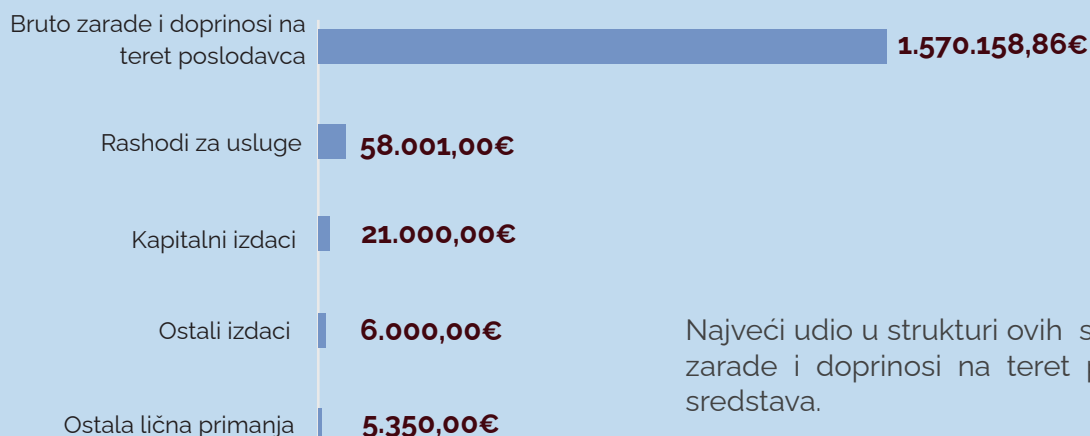 Bruto zarade i doprinosi na
teret poslodavca
1.570.158,86€
Rashodi za usluge
58.001,00€
Kapitalni izdaci
21.000,00€
Ostali izdaci
6.000,00€
Ostala lična primanja
5.350,00€
Najveći udio u strukturi ovih
zarade i doprinosi na teret
sredstava.